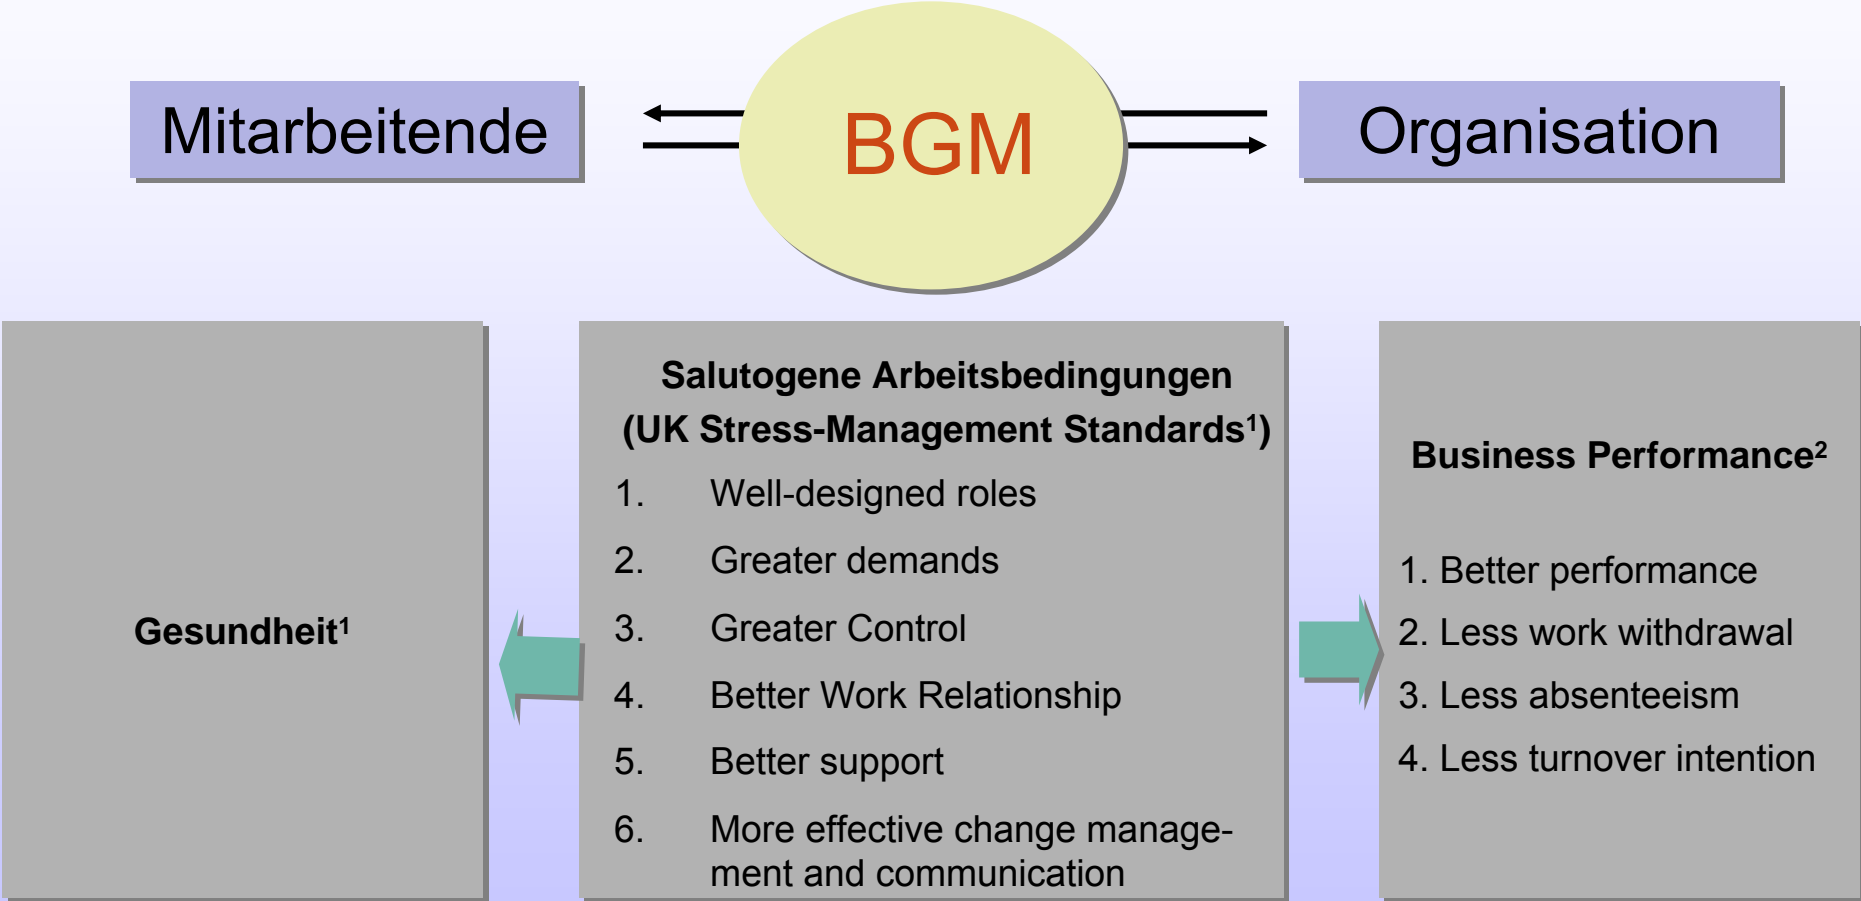 Mitarbeitende
BGM
Organisation
Gesundheit¹
Salutogene Arbeitsbedingungen
(UK Stress-Management Standards¹)
1. Well-designed roles
2. Greater demands
3. Greater Control
4. Better Work Relationship
5. Better support
6. More effective change manage-
ment and communication
Business Performance²
1. Better performance
2. Less work withdrawal
3. Less absenteeism
4. Less turnover intention